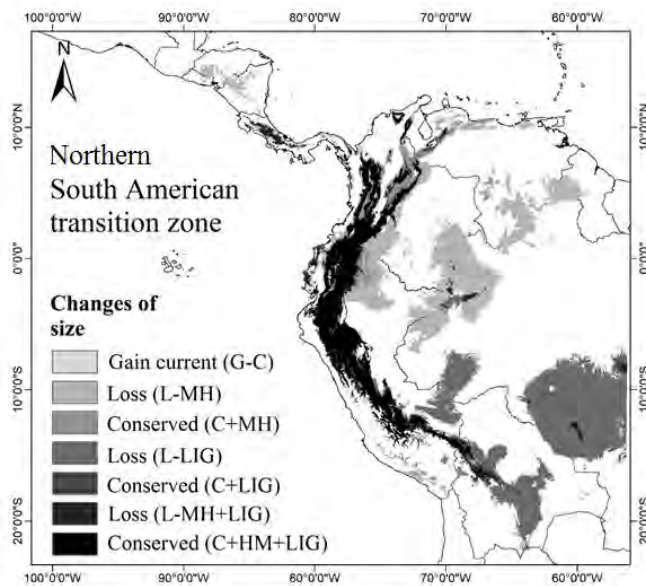 100°0'0" 90°0'0"W 80°0'0"W 70°0'0"W 60°0'0"W
N
10°0'0"N 10°0'0"N
Northern
South American
transition zone
0°0'0" 0°0'0"
Changes of
size
Gain current (G-C)
Loss (L-MH)
Conserved (C+MH)
Loss (L-LIG)
Conserved (C+LIG)
Loss (L-MH+LIG)
Conserved (C+HM+LIG)
10°0'0"S 10°0'0"S
20°0'0"S 20°0'0"S
100°0'0"W 90°0'0"W 80°0'0"W 70°0'0"W 60°0'0"W